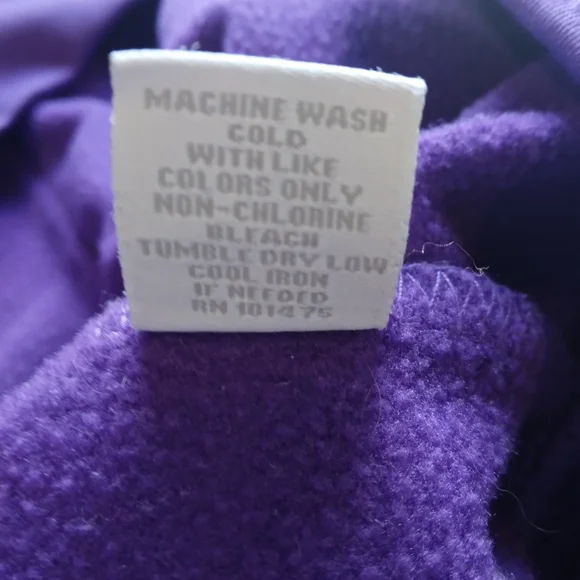 MACHINE WASH
COLD
WITH LIKE
COLORS ONLY
NON-CHLORINE
BLEACH
TUMBLE DRY LOW
COOL IRON
IF NEEDED
RN 101475